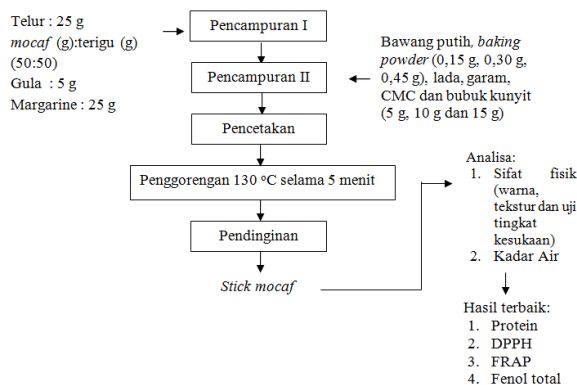 Telur : 25 g
mocaf (g):terigu (g)
(50:50)
Gula : 5 g
Margarine : 25 g
Pencampuran I
Pencampuran II
Bawang putih, baking
powder (0,15 g, 0,30 g,
0,45 g), lada, garam,
CMC dan bubuk kunyit
(5 g, 10 g dan 15 g)
Pencetakan
Penggorengan 130 °C selama 5 menit
Pendinginan
Stick mocaf
Analisa:
1. Sifat fisik
(warna,
tekstur dan uji
tingkat
kesukaan)
2. Kadar Air
Hasil terbaik:
1. Protein
2. DPPH
3. FRAP
4. Fenol total